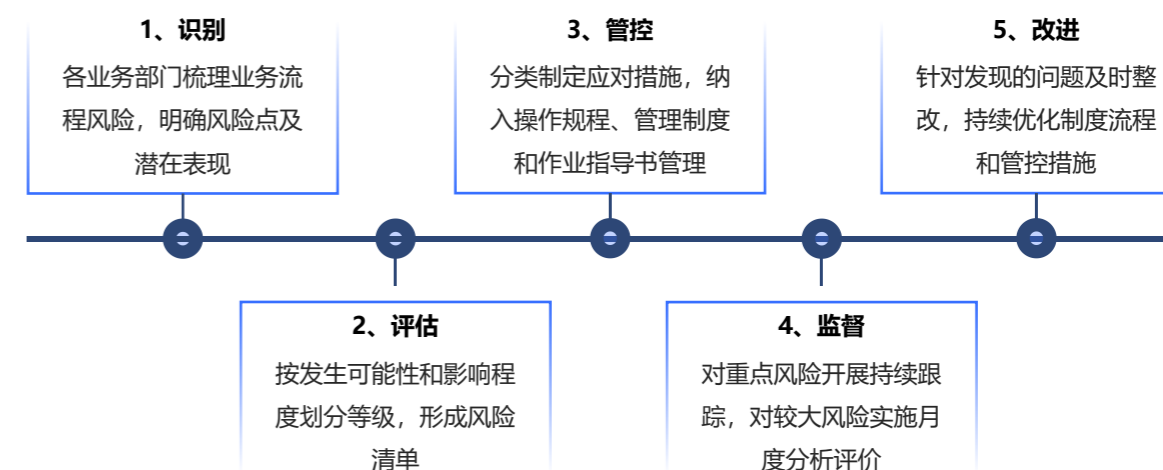 1、识别
各业务部门梳理业务流
程风险，明确风险点及
潜在表现
2、评估
按发生可能性和影响程
度划分等级，形成风险
清单
3、管控
分类制定应对措施，纳
入操作规程、管理制度
和作业指导书管理
4、监督
对重点风险开展持续跟
踪，对较大风险实施月
度分析评价
5、改进
针对发现的问题及时整
改，持续优化制度流程
和管控措施